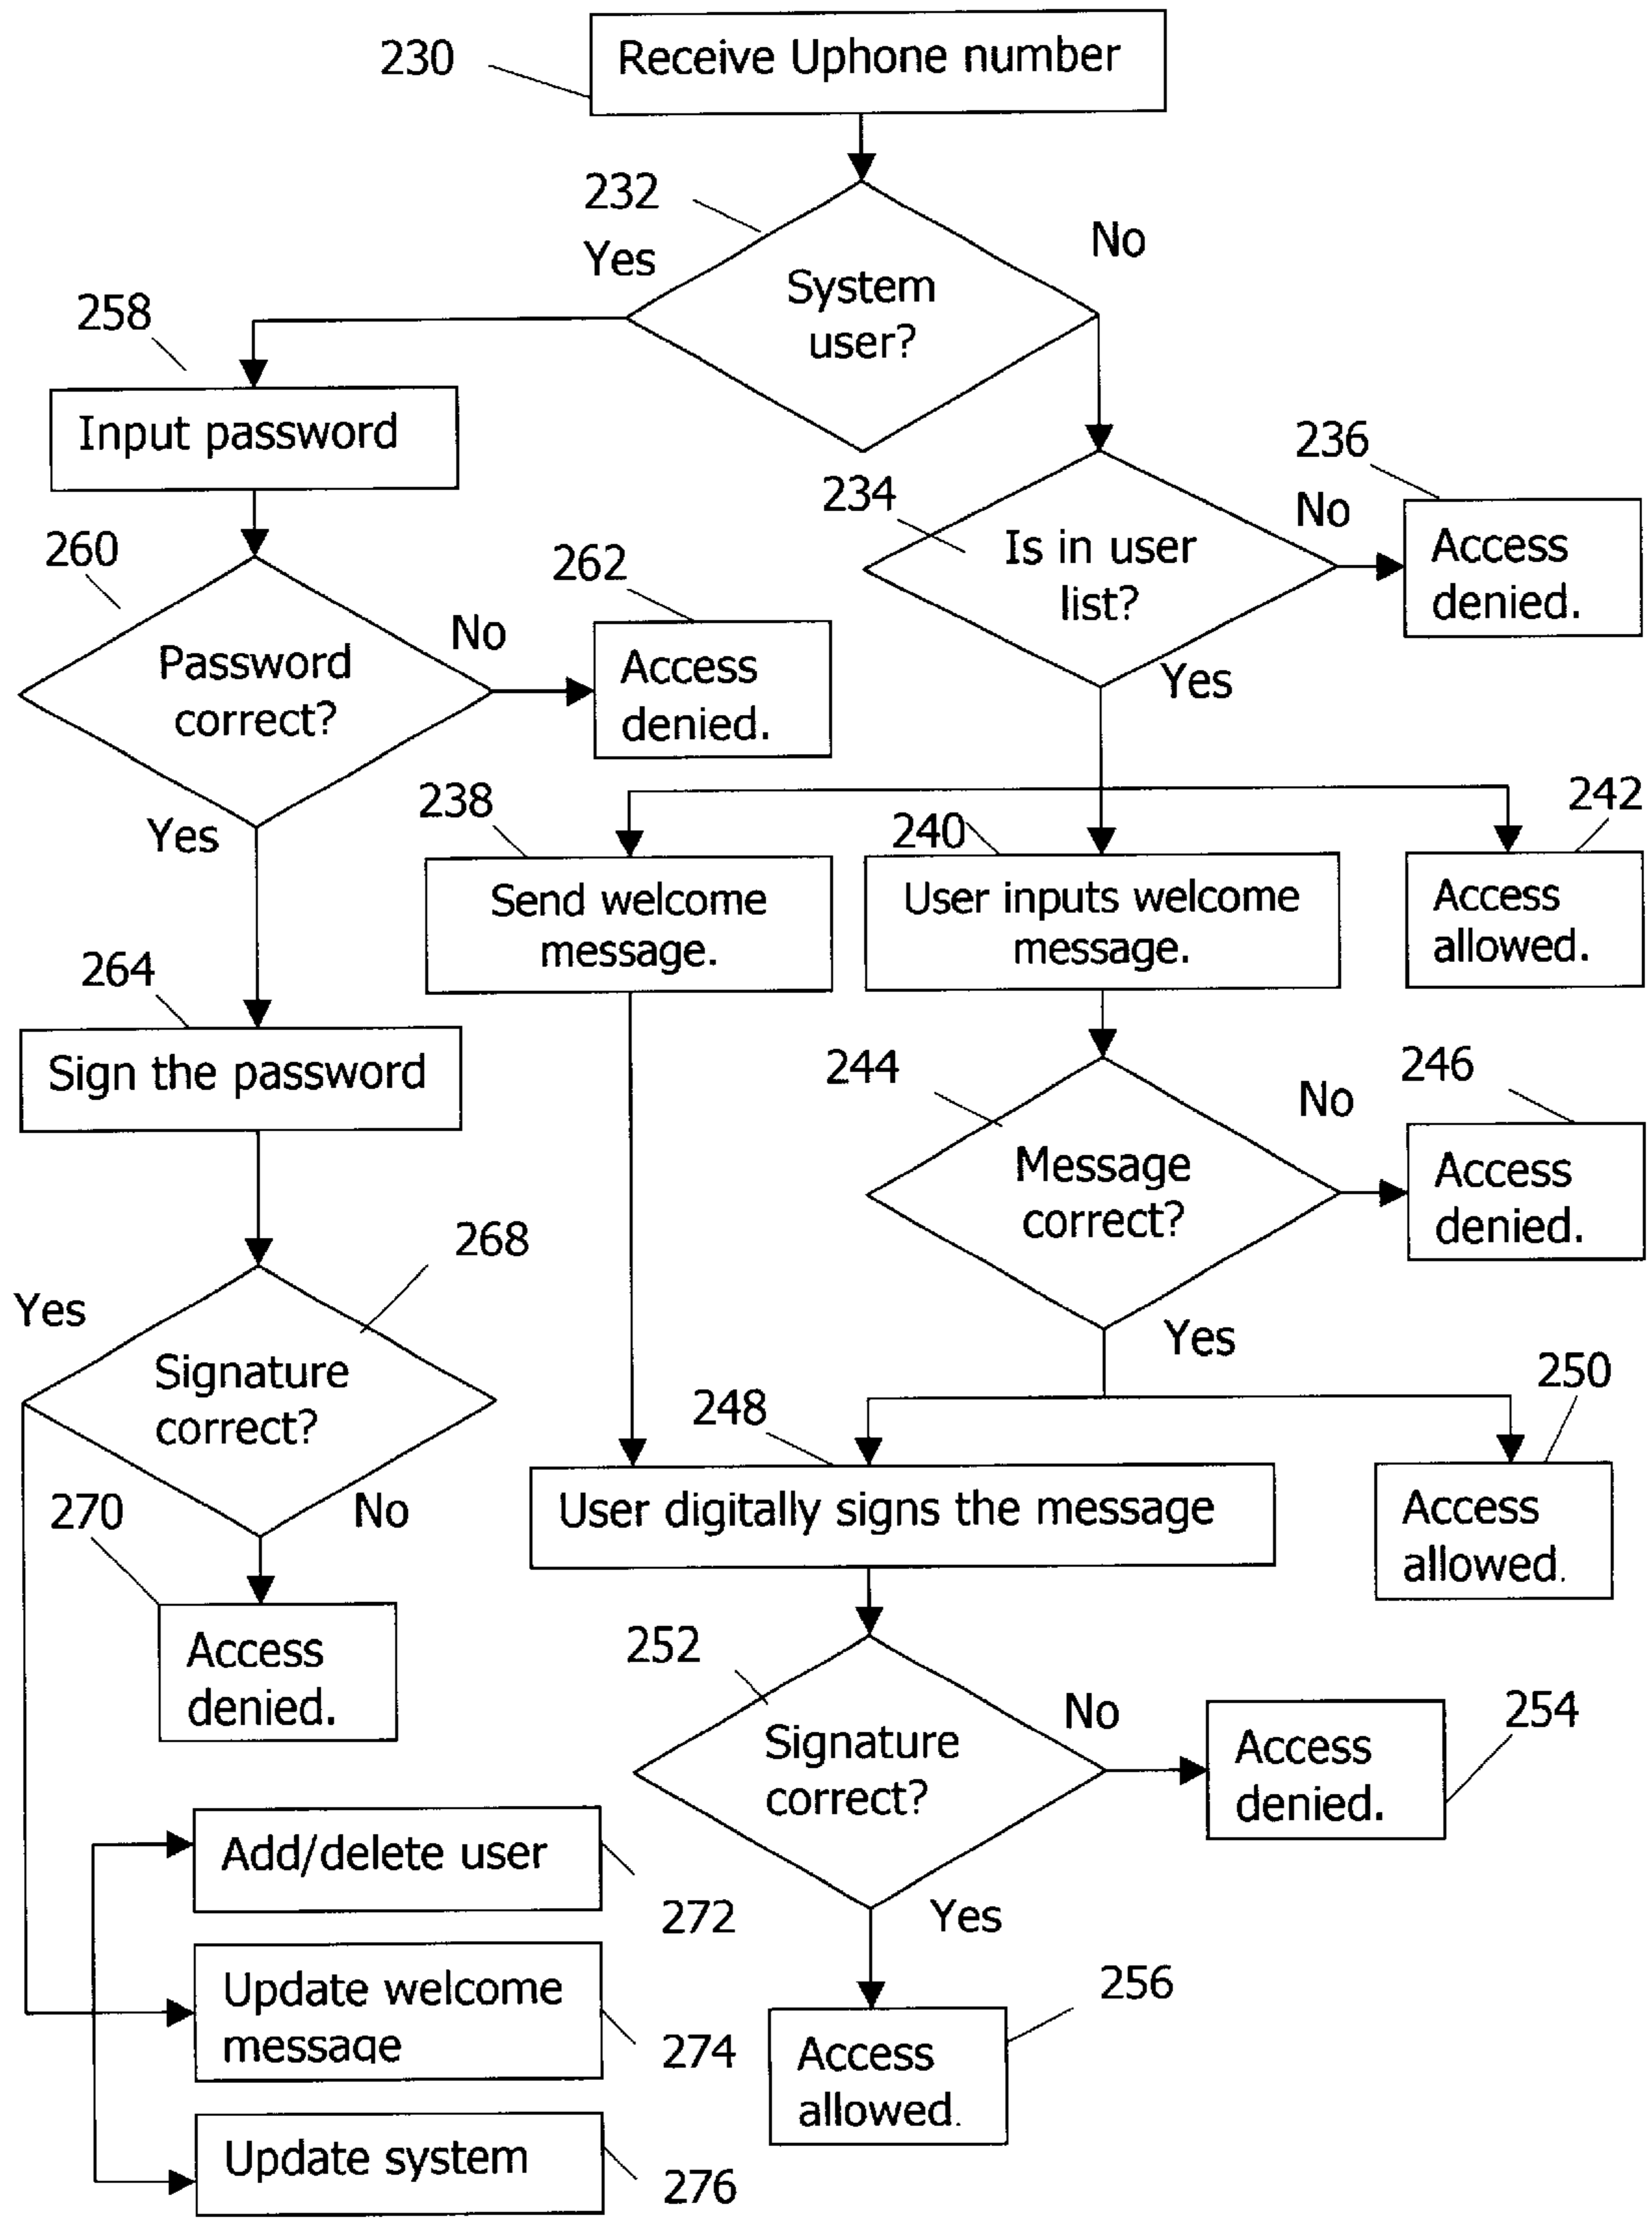 230
Receive Uphone number
232
Yes
No
System
user?
258
Input password
236
234
No
Is in user
list?
Access
denied.
Yes
260
262
No
Password
correct?
Access
denied.
Yes
238
240
242
Send welcome
message.
User inputs welcome
message.
Access
allowed.
264
Sign the password
244
246
No
Message
correct?
Access
denied.
Yes
268
Yes
Signature
correct?
No
270
Access
denied.
248
250
User digitally signs the message
Access
allowed.
252
No
254
Signature
correct?
Access
denied.
Yes
Add/delete user
272
Update welcome
message
274
256
Access
allowed.
Update system
276